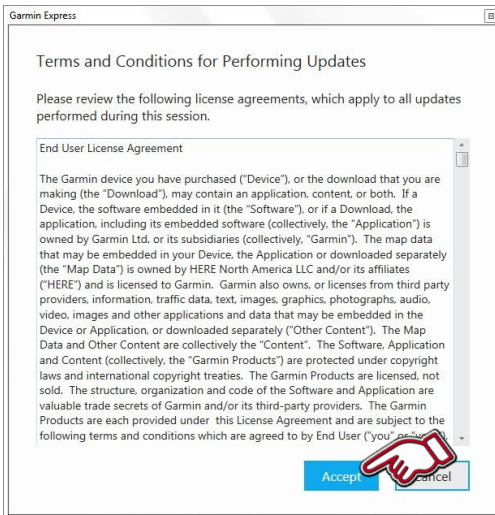 Garmin Express
Terms and Conditions for Performing Updates
Please review the following license agreements, which apply to all updates
performed during this session.
End User License Agreement
The Garmin device you have purchased (“Device”), or the download that you are
making (the “Download”), may contain an application, content, or both.  If a
Device, the software embedded in it (the “Software”), or if a Download, the
application, including its embedded software (collectively, the “Application”) is
owned by Garmin Ltd. or its subsidiaries (collectively, “Garmin”).  The map data
that may be embedded in your Device, the Application or downloaded separately
(the “Map Data”) is owned by HERE North America LLC and/or its affiliates
(“HERE”) and is licensed to Garmin.  Garmin also owns, or licenses from third party
providers, information, traffic data, text, images, graphics, photographs, audio,
video, images and other applications and data that may be embedded in the
Device or Application, or downloaded separately (“Other Content”).  The Map
Data and Other Content are collectively the “Content”.  The Software, Application
and Content (collectively, the “Garmin Products”) are protected under copyright
laws and international copyright treaties.  The Garmin Products are licensed, not
sold.  The structure, organization and code of the Software and Application are
valuable trade secrets of Garmin and/or its third-party providers.  The Garmin
Products are each provided under  this License Agreement and are subject to the
following terms and conditions which are agreed to by End User (“you” or
Accept
Cancel